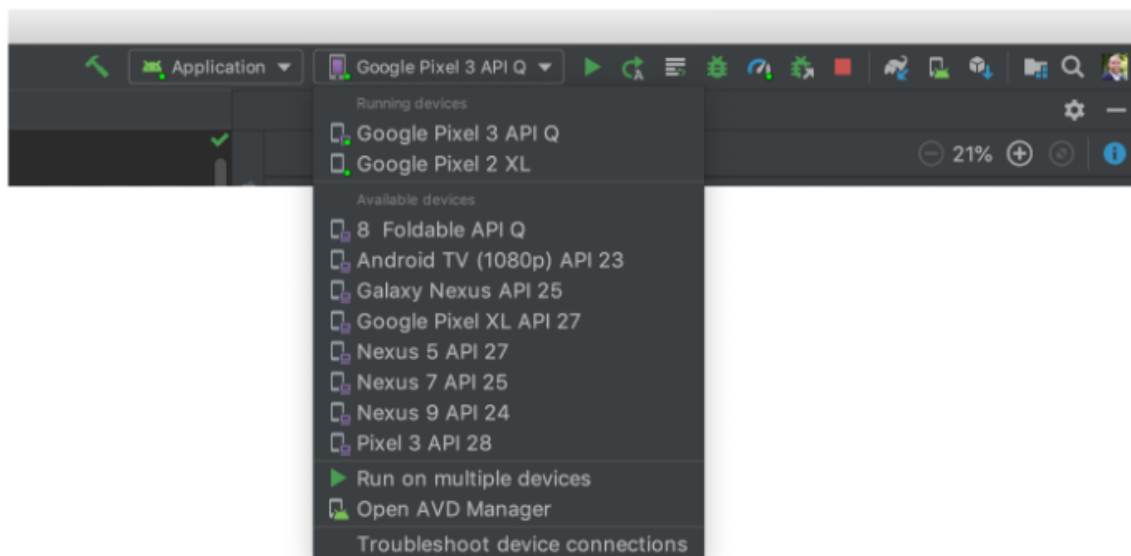 Application
Google Pixel 3 API Q
Running devices
Google Pixel 3 API Q
Google Pixel 2 XL
21%
Available devices
8  Foldable API Q
Android TV (1080p) API 23
Galaxy Nexus API 25
Google Pixel XL API 27
Nexus 5 API 27
Nexus 7 API 25
Nexus 9 API 24
Pixel 3 API 28
Run on multiple devices
Open AVD Manager
Troubleshoot device connections